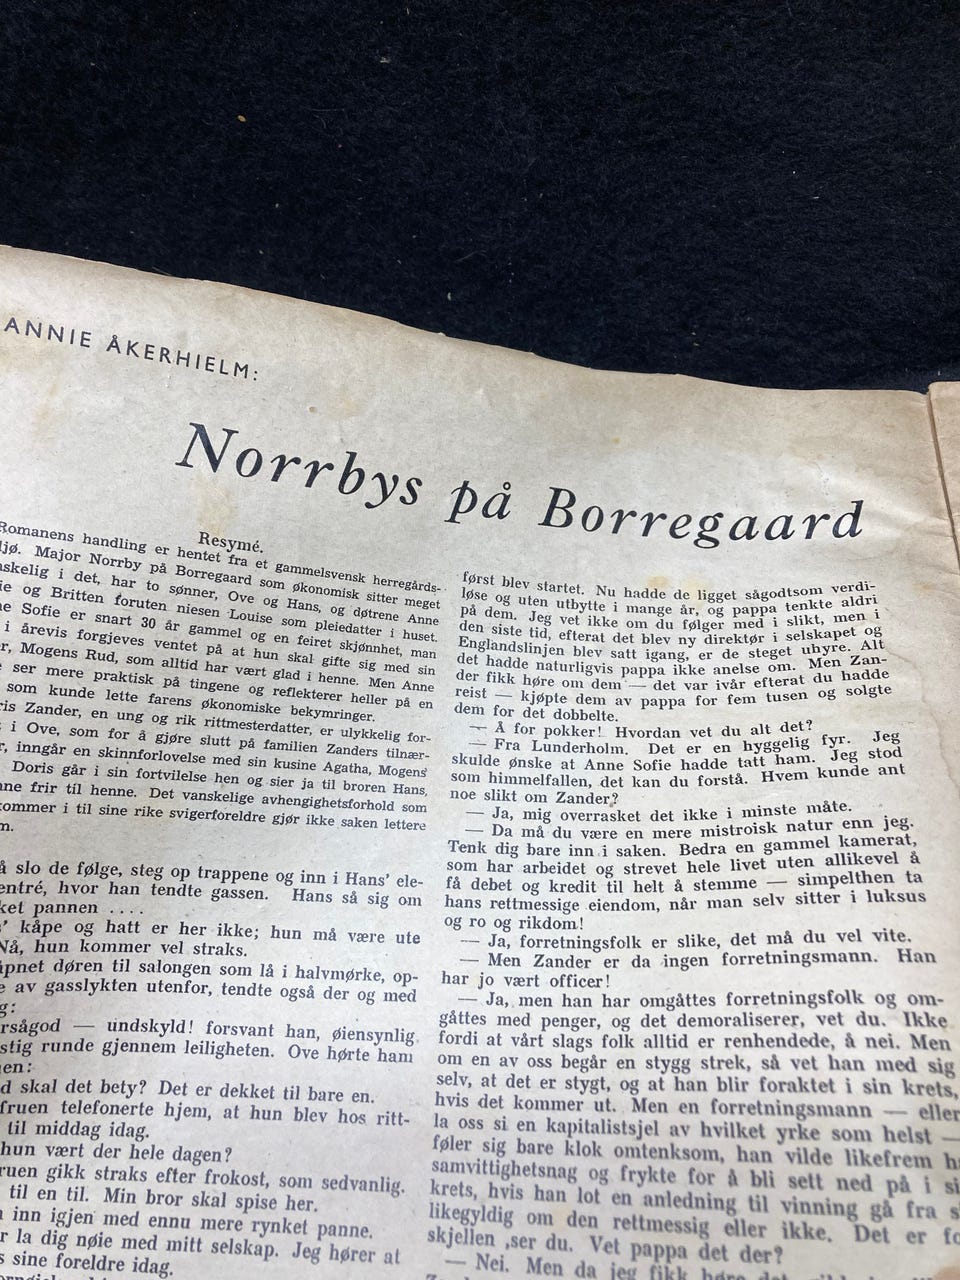 ANNIE ÅKERHIELM:
Norrbys på Borregaard
Resymé.
Romanens handling er hentet fra et gammelsvensk herregårds-
Major Norrby på Borregaard som økonomisk sitter meget
i det, har to sønner, Ove og Hans, og døtrene Anne
og Britten foruten niesen Louise som pleiedatter i huset.
Sofie er snart 30 år gammel og en feiret skjønnhet, man
i årevis forgjeves ventet på at hun skal gifte sig med sin
Mogens Rud, som alltid har vært glad i henne. Men Anne
ser mere praktisk på tingene og reflekterer heller på en
som kunde lette farens økonomiske bekymringer.
Zander, en ung og rik rittmesterdatter, er ulykkelig for-
i Ove, som for å gjøre slutt på familien Zanders tilnær-
inngår en skinnforlovelse med sin kusine Agatha, Mogens'
Doris går i sin fortvilelse hen og sier ja til broren Hans,
frir til henne. Det vanskelige avhengighetsforhold som
kommer i til sine rike svigerforeldre gjør ikke saken lettere
slo de følge, steg op trappene og inn i Hans' ele-
entré, hvor han tendte gassen. Hans så sig om
pannen ....
kåpe og hatt er her ikke; hun må være ute
Nå, hun kommer vel straks.
døren til salongen som lå i halvmørke, op-
av gasslykten utenfor, tendte også der og med
— undskyld! forsvant han, øiensynlig
runde gjennem leiligheten. Ove hørte ham
skal det bety? Det er dekket til bare en.
fruen telefonerte hjem, at hun blev hos ritt-
til middag idag.
hun vært der hele dagen?
gikk straks efter frokost, som sedvanlig.
til en til. Min bror skal spise her.
inn igjen med ennu mere rynket panne.
la dig nøie med mitt selskap. Jeg hører at
sine foreldre idag.
først blev startet. Nu hadde de ligget sågodtsom verdi-
løse og uten utbytte i mange år, og pappa tenkte aldri
på dem. Jeg vet ikke om du følger med i slikt, men i
den siste tid, efterat det blev ny direktør i selskapet og
Englandslinjen blev satt igang, er de steget uhyre. Alt
det hadde naturligvis pappa ikke anelse om. Men Zan-
der fikk høre om dem — det var ivår efterat du hadde
reist — kjøpte dem av pappa for fem tusen og solgte
dem for det dobbelte.
— Å for pokker! Hvordan vet du alt det?
— Fra Lunderholm. Det er en hyggelig fyr. Jeg
skulde ønske at Anne Sofie hadde tatt ham. Jeg stod
som himmelfallen, det kan du forstå. Hvem kunde ant
noe slikt om Zander?
— Ja, mig overrasket det ikke i minste måte.
— Da må du være en mere mistroisk natur enn jeg.
Tenk dig bare inn i saken. Bedra en gammel kamerat,
som har arbeidet og strevet hele livet uten allikevel å
få debet og kredit til helt å stemme — simpelthen ta
hans rettmessige eiendom, når man selv sitter i luksus
og ro og rikdom!
— Ja, forretningsfolk er slike, det må du vel vite.
— Men Zander er da ingen forretningsmann. Han
har jo vært officer!
— Ja, men han har omgåttes forretningsfolk og om-
gåttes med penger, og det demoraliserer, vet du. Ikke
fordi at vårt slags folk alltid er renhendede, å nei. Men
om en av oss begår en stygg strek, så vet han med sig
selv, at det er stygt, og at han blir foraktet i sin krets,
hvis det kommer ut. Men en forretningsmann — eller
la oss si en kapitalistsjel av hvilket yrke som helst —
føler sig bare klok omtenksom, han vilde likefrem
samvittighetsnag og frykte for å bli sett ned på i
krets, hvis han lot en anledning til vinning gå fra
likegyldig om den rettmessig eller ikke. Det er
skjellen ,ser du. Vet pappa det der?
— Nei. Men da jeg fikk høre